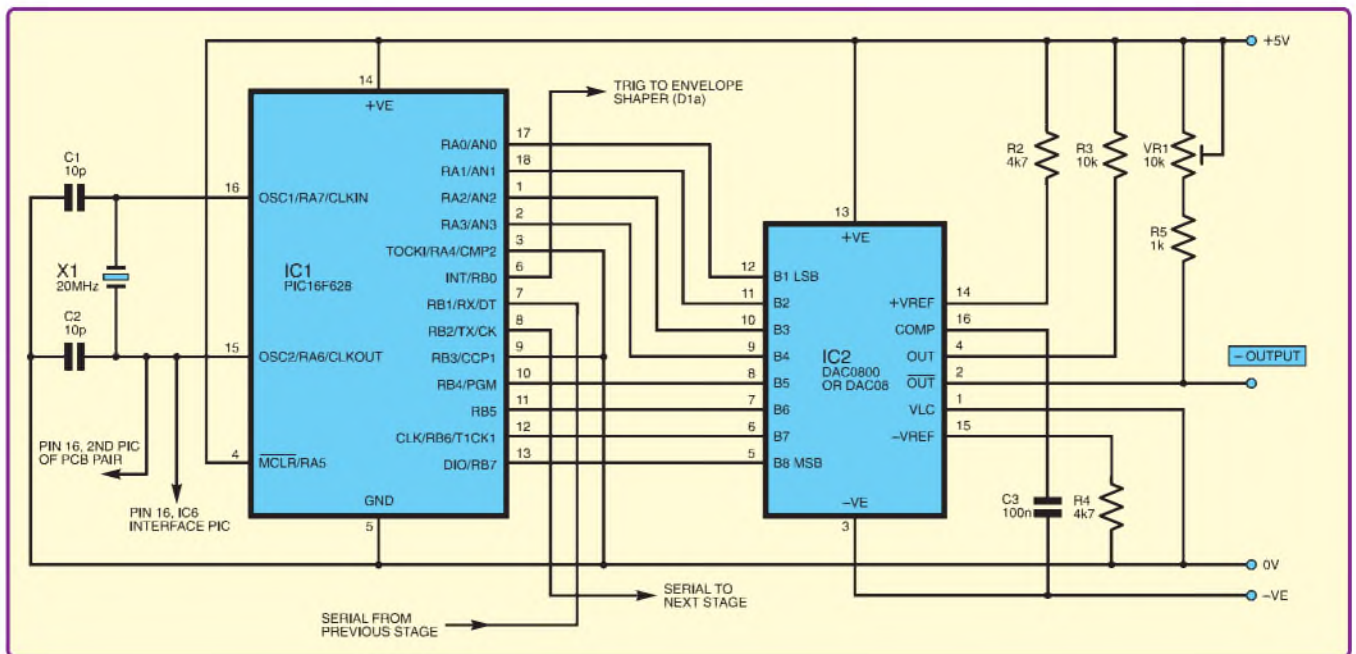 +5V
14
+VE
TRIG TO ENVELOPE
SHAPER (D1a)
C1
10p
16
OSC1/RA7/CLKIN
X1
20MHz
C2
10p
15
OSC2/RA6/CLKOUT
PIN 16, 2ND PIC
OF PCB PAIR
PIN 16, IC6
INTERFACE PIC
4
MCLR/RA5
IC1
PIC16F628
GND
5
RA0/AN0
17
RA1/AN1
18
RA2/AN2
1
RA3/AN3
2
TOCKI/RA4/CMP2
3
INT/RB0
6
RB1/RX/DT
7
RB2/TX/CK
8
RB3/CCP1
9
RB4/PGM
10
RB5
11
CLK/RB6/T1CK1
12
DIO/RB7
13
SERIAL TO
NEXT STAGE
SERIAL FROM
PREVIOUS STAGE
13
+VE
12
B1 LSB
11
B2
10
B3
9
B4
8
B5
7
B6
6
B7
5
B8 MSB
IC2
DAC0800
OR DAC08
+VREF
14
COMP
16
OUT
4
OUT
2
VLC
1
−VREF
15
−VE
3
R2
4k7
R3
10k
VR1
10k
R5
1k
− OUTPUT
C3
100n
R4
4k7
0V
−VE